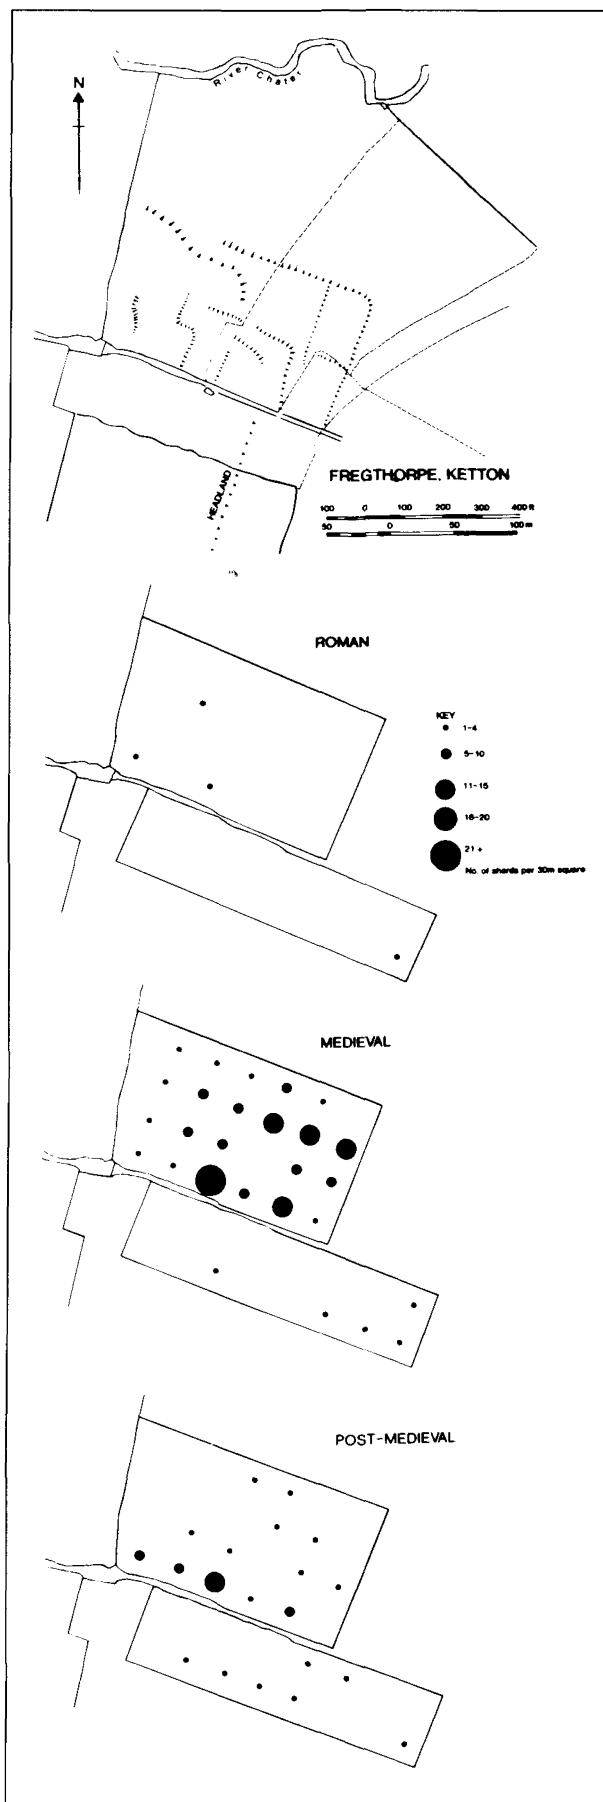 River Chater
N
HEADLAND
FREGTHORPE, KETTON
100 0 100 200 300 400 ft
50 0 50 100 m
ROMAN
KEY
1-4
5-10
11-15
16-20
21 +
No. of sherds per 30m square
MEDIEVAL
POST-MEDIEVAL